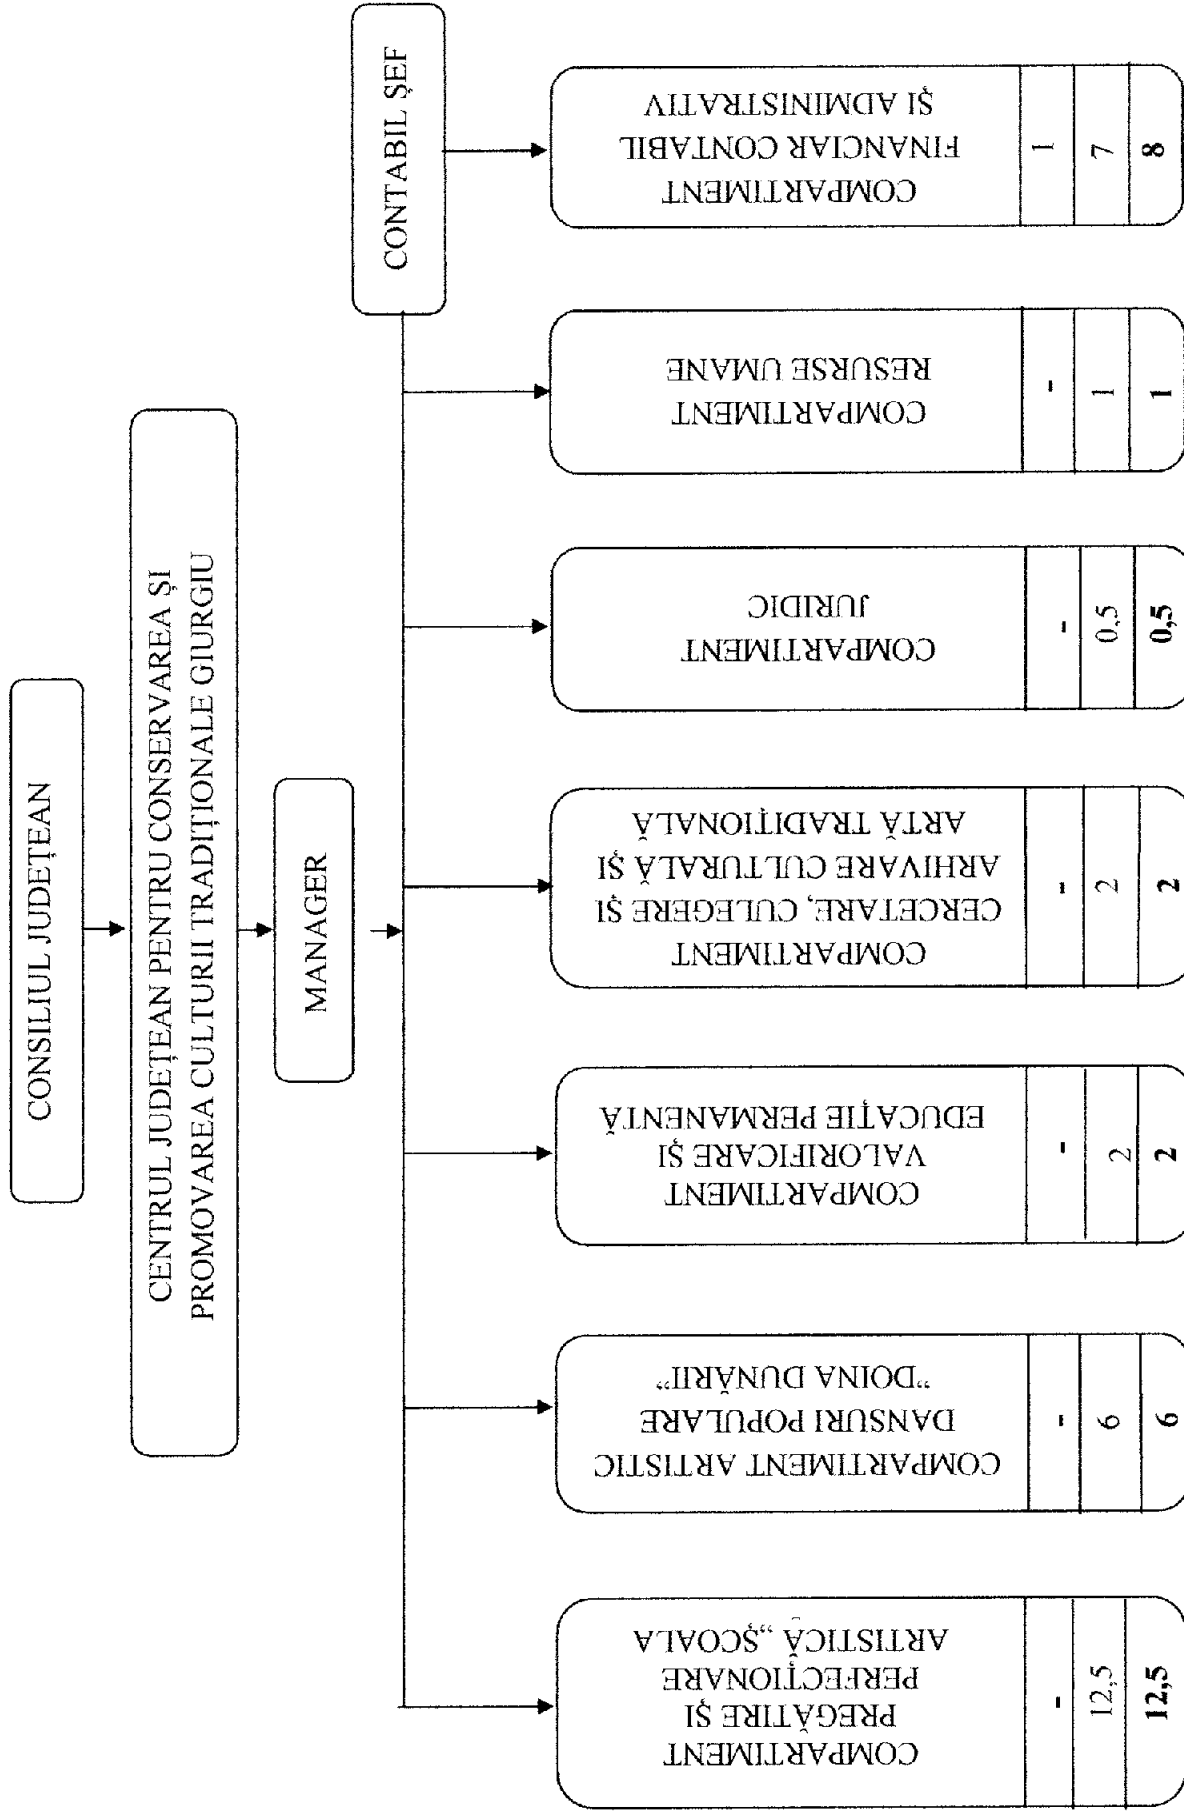 CONSILIUL JUDEȚEAN
CENTRUL JUDEȚEAN PENTRU CONSERVAREA ȘI
PROMOVAREA CULTURII TRADIȚIONALE GIURGIU
MANAGER
CONTABIL ȘEF
COMPARTIMENT
PREGĂTIRE ȘI
PERFECȚIONARE
ARTISTICĂ „ȘCOALA
-
12,5
12,5
COMPARTIMENT ARTISTIC
DANSURI POPULARE
”DOINA DUNĂRII”
-
6
6
COMPARTIMENT
VALORIFICARE ȘI
EDUCAȚIE PERMANENTĂ
-
2
2
COMPARTIMENT
CERCETARE, CULEGERE ȘI
ARHIVARE CULTURALĂ ȘI
ARTĂ TRADIȚIONALĂ
-
2
2
COMPARTIMENT
JURIDIC
-
0,5
0,5
COMPARTIMENT
RESURSE UMANE
-
1
1
COMPARTIMENT
FINANCIAR CONTABIL
ȘI ADMINISTRATIV
1
7
8